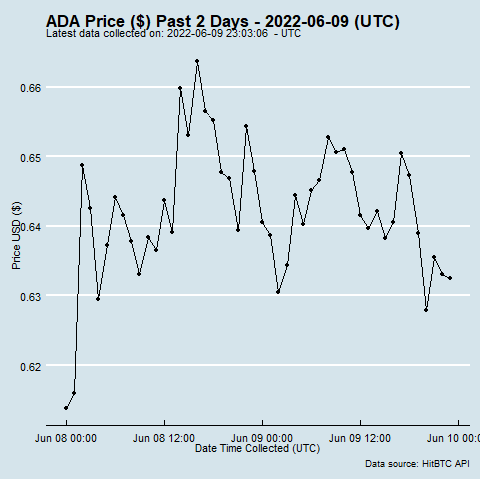 ADA Price ($) Past 2 Days - 2022-06-09 (UTC)
Latest data collected on: 2022-06-09 23:03:06 - UTC
0.66
0.65
0.64
0.63
0.62
Price USD ($)
Jun 08 00:00 Jun 08 12:00 Jun 09 00:00 Jun 09 12:00 Jun 10 00:0
Date Time Collected (UTC)
Data source: HitBTC API